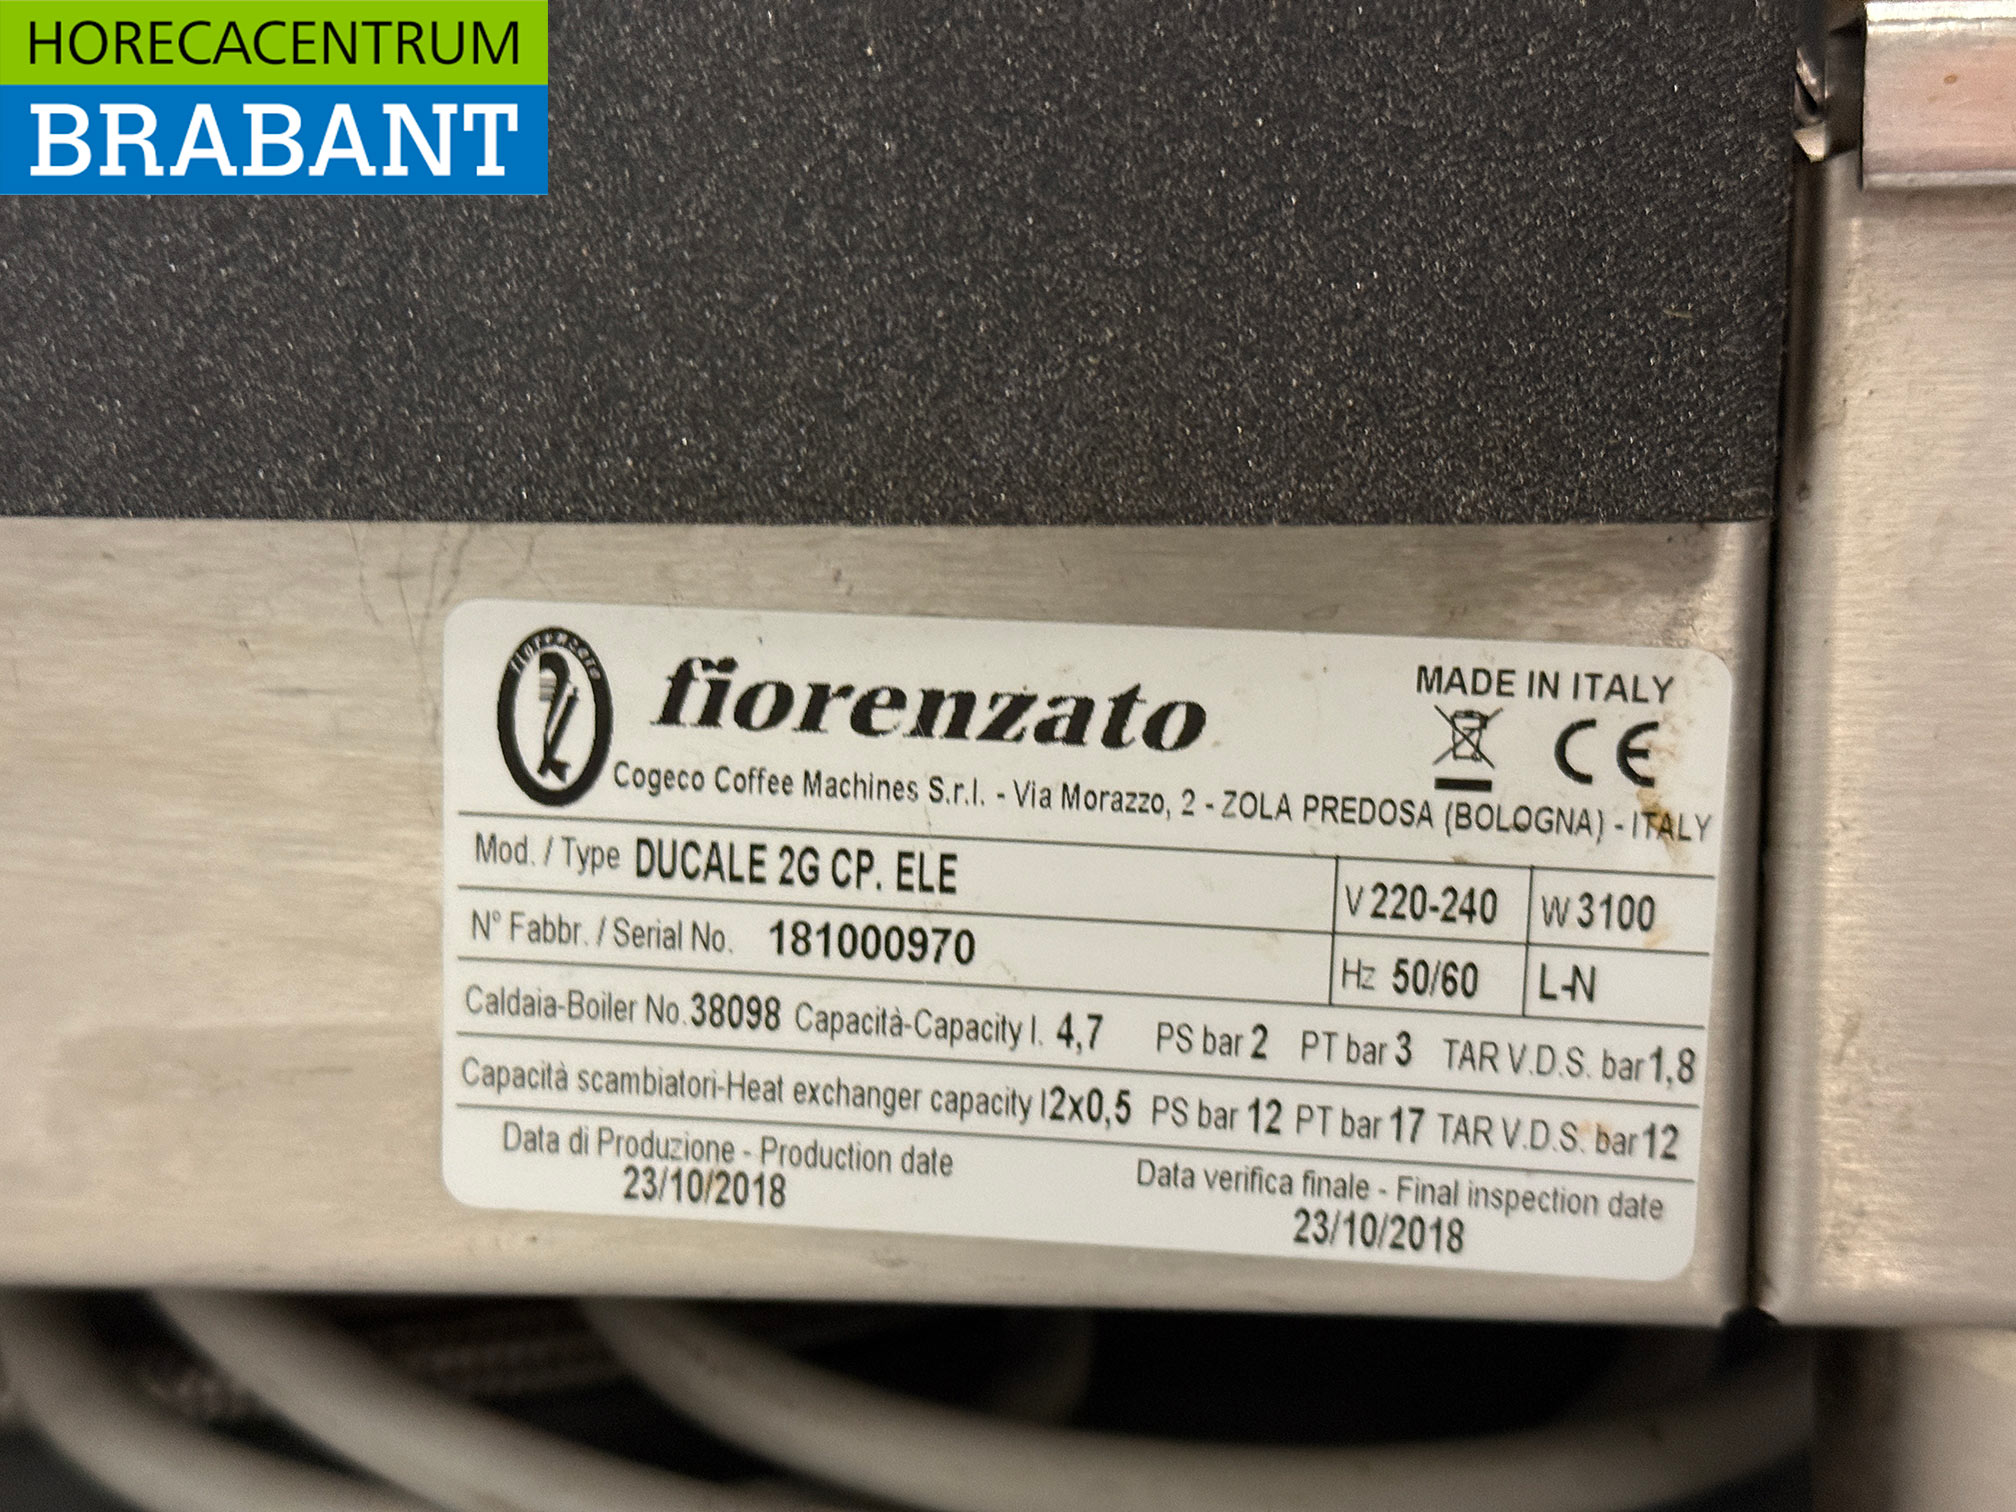 HORECACENTRUM
BRABANT
fiorenzato
fiorenzato
MADE IN ITALY
CE
Cogeco Coffee Machines S.r.l. - Via Morazzo, 2 - ZOLA PREDOSA (BOLOGNA) - ITALY
Mod. / Type DUCALE 2G CP. ELE
V 220-240 W 3100
N° Fabbr. / Serial No. 181000970
Hz 50/60 L-N
Caldaia-Boiler No. 38098 Capacità-Capacity l. 4,7 PS bar 2 PT bar 3 TAR V.D.S. bar 1,8
Capacità scambiatori-Heat exchanger capacity l 2x0,5 PS bar 12 PT bar 17 TAR V.D.S. bar 12
Data di Produzione - Production date
23/10/2018
Data verifica finale - Final inspection date
23/10/2018